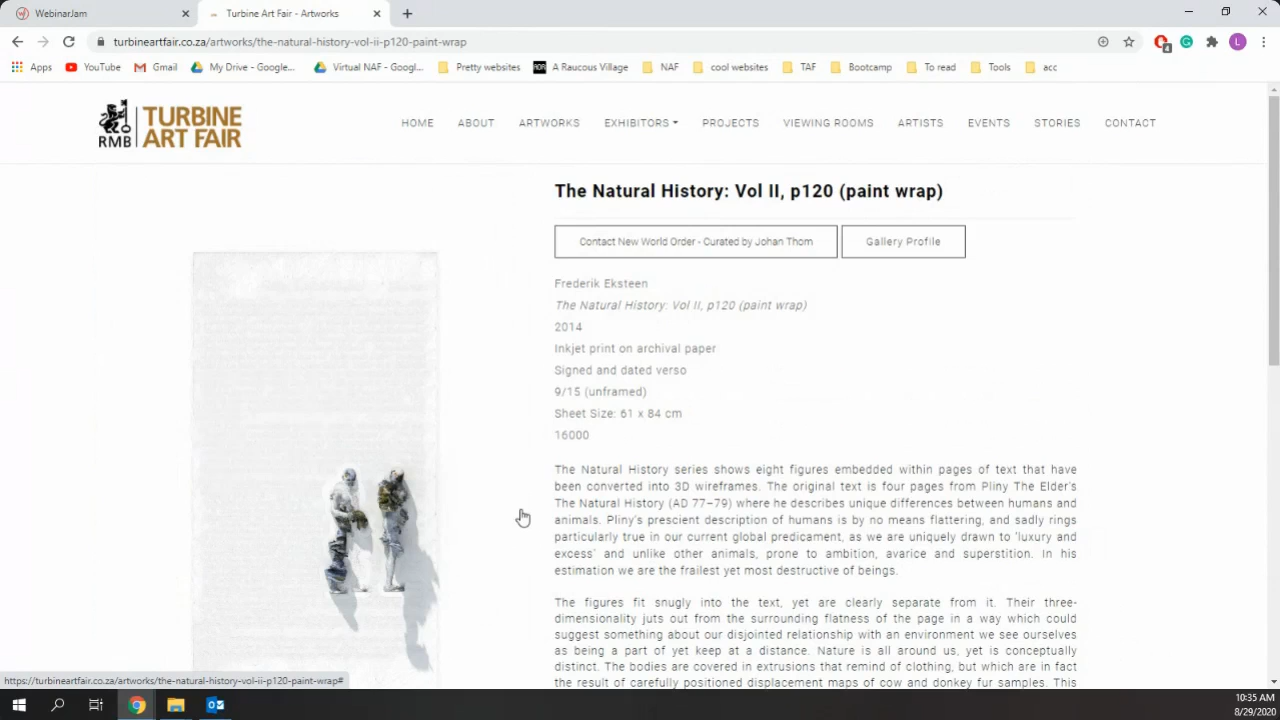 WebinarJam
Turbine Art Fair - Artworks
turbineartfair.co.za/artworks/the-natural-history-vol-ii-p120-paint-wrap
4
L
Apps YouTube Gmail My Drive - Google... Virtual NAF - Googl... Pretty websites A Raucous Village NAF cool websites TAF Bootcamp To read Tools acc
RMB TURBINE ART FAIR
HOME ABOUT ARTWORKS EXHIBITORS PROJECTS VIEWING ROOMS ARTISTS EVENTS STORIES CONTACT
The Natural History: Vol II, p120 (paint wrap)
Contact New World Order - Curated by Johan Thom Gallery Profile
Frederik Eksteen
The Natural History: Vol II, p120 (paint wrap)
2014
Inkjet print on archival paper
Signed and dated verso
9/15 (unframed)
Sheet Size: 61 x 84 cm
16000
The Natural History series shows eight figures embedded within pages of text that have
been converted into 3D wireframes. The original text is four pages from Pliny The Elder's
The Natural History (AD 77–79) where he describes unique differences between humans and
animals. Pliny's prescient description of humans is by no means flattering, and sadly rings
particularly true in our current global predicament, as we are uniquely drawn to 'luxury and
excess' and unlike other animals, prone to ambition, avarice and superstition. In his
estimation we are the frailest yet most destructive of beings.
The figures fit snugly into the text, yet are clearly separate from it. Their three-
dimensionality juts out from the surrounding flatness of the page in a way which could
suggest something about our disjointed relationship with an environment we see ourselves
as being a part of yet keep at a distance. Nature is all around us, yet is conceptually
distinct. The bodies are covered in extrusions that remind of clothing, but which are in fact
the result of carefully positioned displacement maps of cow and donkey fur samples. This
https://turbineartfair.co.za/artworks/the-natural-history-vol-ii-p120-paint-wrap#
10:35 AM
8/29/2020